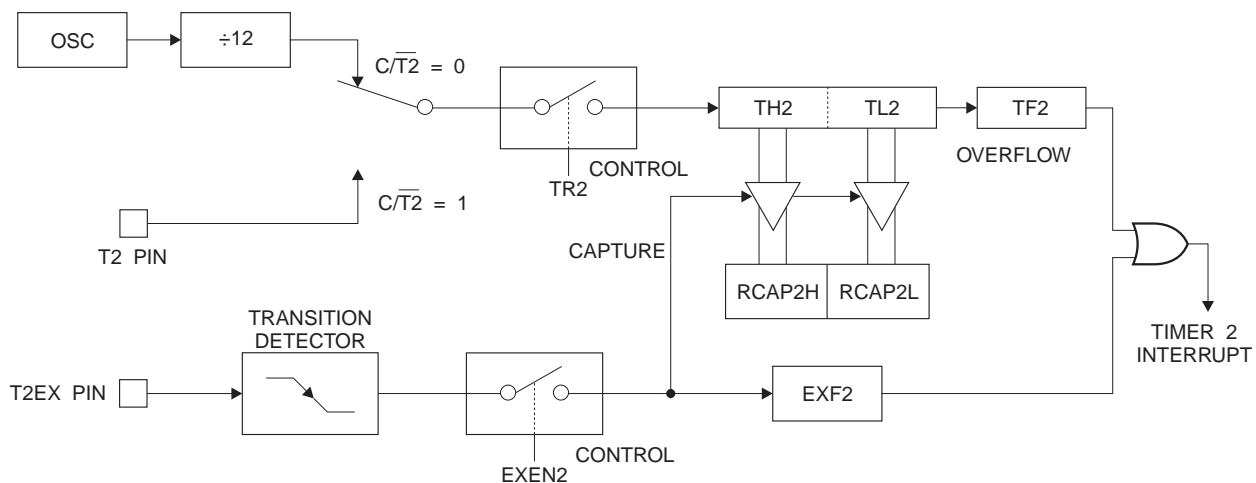 OSC
÷12
C/T2̅ = 0
TH2
TL2
TF2
OVERFLOW
CONTROL
TR2
C/T2̅ = 1
T2 PIN
CAPTURE
RCAP2H
RCAP2L
TRANSITION
DETECTOR
TIMER 2
INTERRUPT
T2EX PIN
EXF2
CONTROL
EXEN2